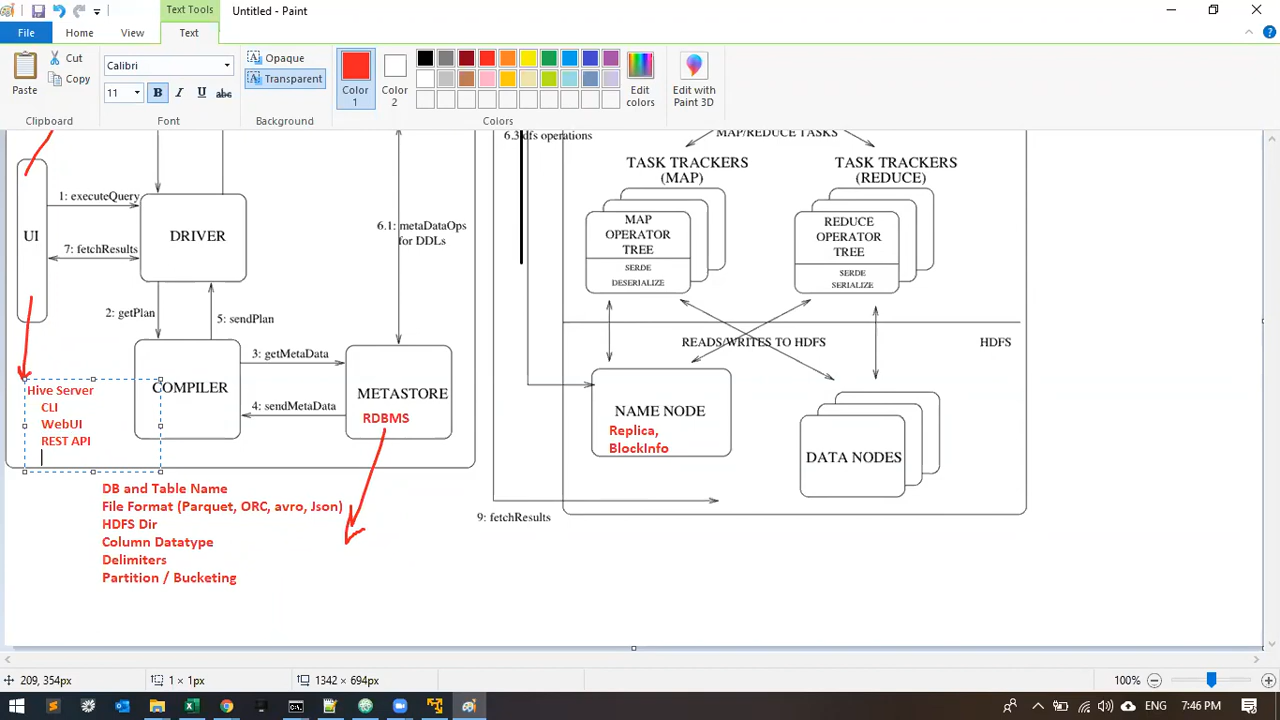 Text Tools
Untitled - Paint
File
Home
View
Text
Paste
Cut
Copy
Clipboard
Calibri
11
B
I
U
abc
Font
Opaque
Transparent
Background
Color
1
Color
2
Edit
colors
Edit with
Paint 3D
Colors
6.3 dfs operations
MAP/REDUCE TASKS
TASK TRACKERS
(MAP)
TASK TRACKERS
(REDUCE)
1: executeQuery
UI
DRIVER
7: fetchResults
6.1: metaDataOps
for DDLs
MAP
OPERATOR
TREE
SERDE
DESERIALIZE
REDUCE
OPERATOR
TREE
SERDE
SERIALIZE
2: getPlan
5: sendPlan
READS/WRITES TO HDFS
HDFS
3: getMetaData
COMPILER
METASTORE
RDBMS
4: sendMetaData
Hive Server
CLI
WebUI
REST API
NAME NODE
Replica,
BlockInfo
DATA NODES
DB and Table Name
File Format (Parquet, ORC, avro, Json)
HDFS Dir
Column Datatype
Delimiters
Partition / Bucketing
9: fetchResults
209, 354px
1 × 1px
1342 × 694px
100%
ENG
7:46 PM